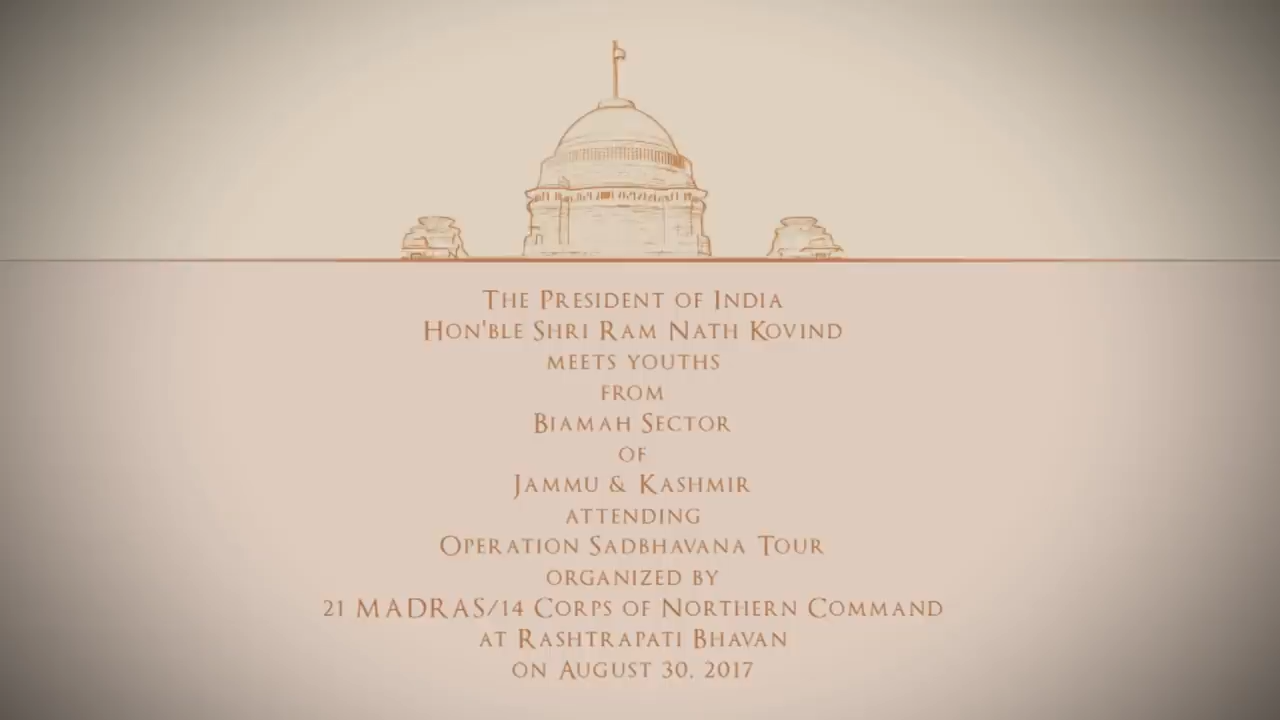 The President of India
Hon'ble Shri Ram Nath Kovind
meets youths
from
Biamah Sector
of
Jammu & Kashmir
attending
Operation Sadbhavana Tour
organized by
21 MADRAS/14 Corps of Northern Command
at Rashtrapati Bhavan
on August 30, 2017